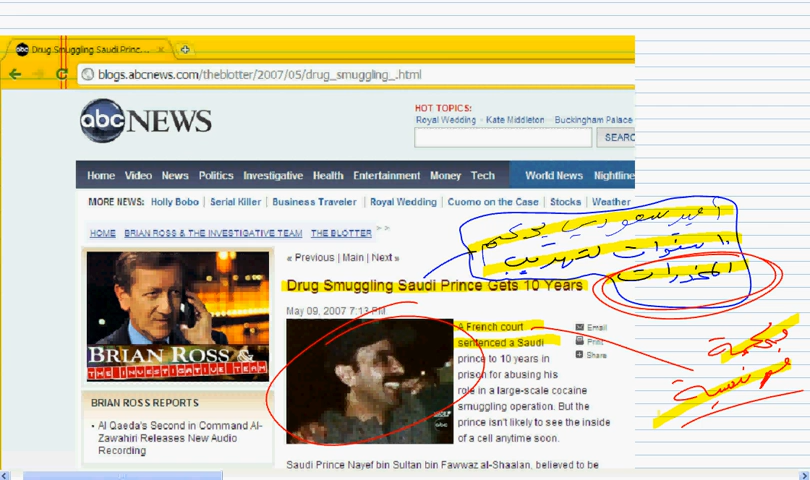 Drug Smuggling Saudi Princ...
blogs.abcnews.com/theblotter/2007/05/drug_smuggling_.html
abc NEWS
HOT TOPICS:
Royal Wedding Kate Middleton Buckingham Palace
SEARC
Home Video News Politics Investigative Health Entertainment Money Tech World News Nightline
MORE NEWS: Holly Bobo | Serial Killer | Business Traveler | Royal Wedding | Cuomo on the Case | Stocks | Weather
HOME BRIAN ROSS & THE INVESTIGATIVE TEAM THE BLOTTER >>
أمير سعودي يحكم
١٠ سنوات لتهريب
المخدرات
« Previous | Main | Next »
Drug Smuggling Saudi Prince Gets 10 Years
May 09, 2007 7:13 PM
A French court
sentenced a Saudi
prince to 10 years in
prison for abusing his
role in a large-scale cocaine
smuggling operation. But the
prince isn't likely to see the inside
of a cell anytime soon.
Email
Print
Share
محكمة
فرنسية
abc
BRIAN ROSS &
THE INVESTIGATIVE TEAM
BRIAN ROSS REPORTS
• Al Qaeda's Second in Command Al-
Zawahiri Releases New Audio
Recording
Saudi Prince Nayef bin Sultan bin Fawwaz al-Shaalan, believed to be